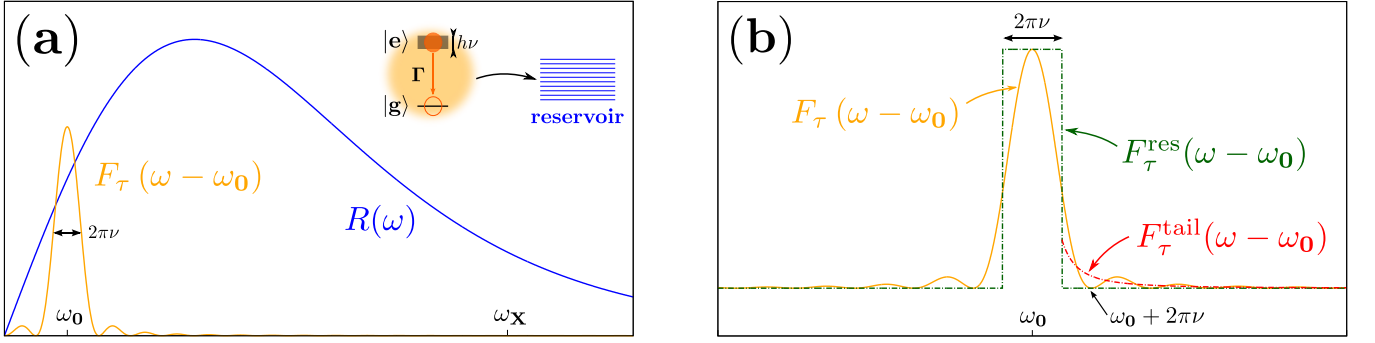 (a)
|e⟩
hν
Γ
|g⟩
reservoir
F_τ (ω − ω_0)
R(ω)
2πν
ω_0
ω_X
(b)
2πν
F_τ (ω − ω_0)
F_τ^res(ω − ω_0)
F_τ^tail(ω − ω_0)
ω_0
ω_0 + 2πν